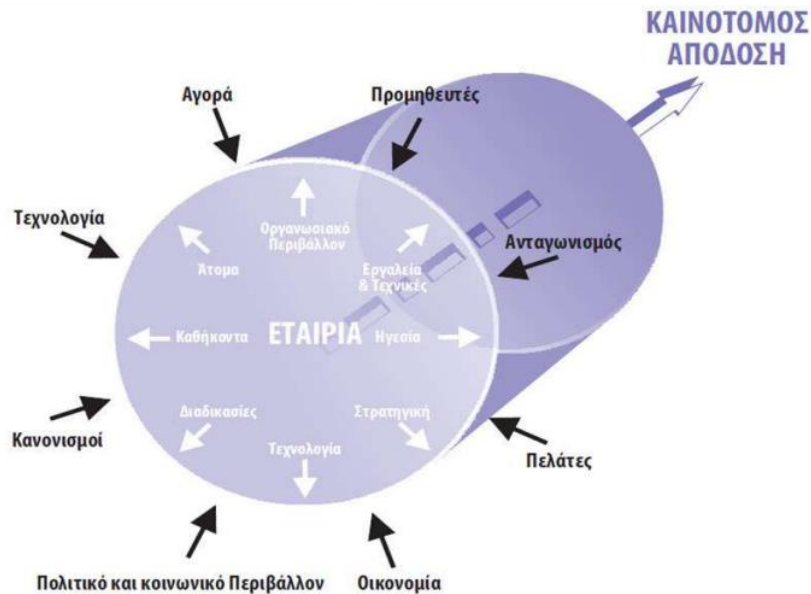 ΚΑΙΝΟΤΟΜΟΣ
ΑΠΟΔΟΣΗ
Αγορά
Προμηθευτές
Τεχνολογία
Οργανωσιακό
Περιβάλλον
Ανταγωνισμός
Άτομα
Εργαλεία
& Τεχνικές
Καθήκοντα
ΕΤΑΙΡΙΑ
Ηγεσία
Διαδικασίες
Στρατηγική
Κανονισμοί
Τεχνολογία
Πελάτες
Πολιτικό και κοινωνικό Περιβάλλον
Οικονομία